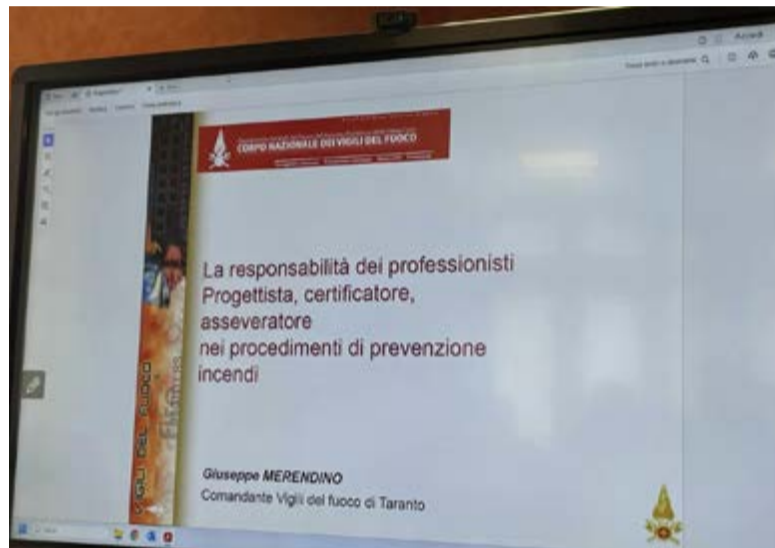 Accedi
CORPO NAZIONALE DEI VIGILI DEL FUOCO
La responsabilità dei professionisti
Progettista, certificatore,
asseveratore
nei procedimenti di prevenzione
incendi
VIGILI DEL FUOCO
Giuseppe MERENDINO
Comandante Vigili del fuoco di Taranto